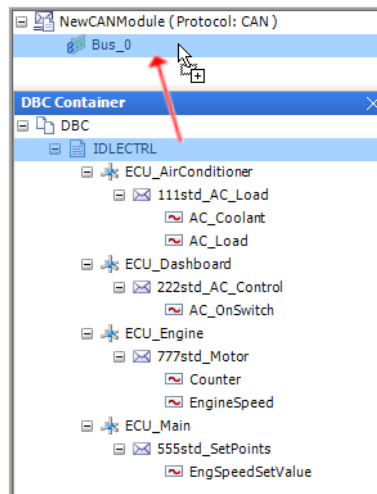 NewCANModule (Protocol: CAN )
Bus_0
DBC Container
DBC
IDLECTRL
ECU_AirConditioner
111std_AC_Load
AC_Coolant
AC_Load
ECU_Dashboard
222std_AC_Control
AC_OnSwitch
ECU_Engine
777std_Motor
Counter
EngineSpeed
ECU_Main
555std_SetPoints
EngSpeedSetValue